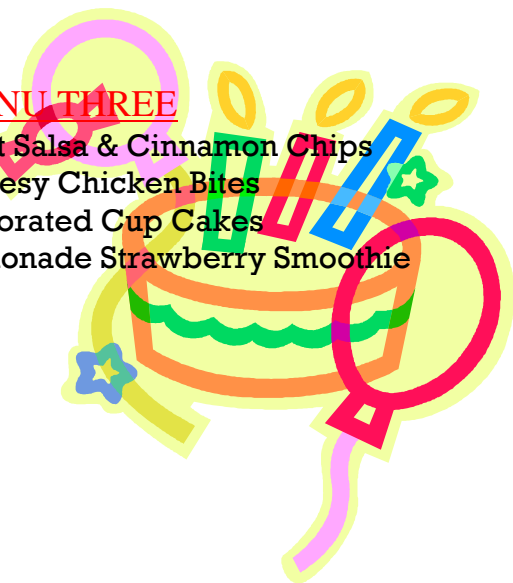 NU THREE
t Salsa & Cinnamon Chips
esy Chicken Bites
orated Cup Cakes
onade Strawberry Smoothie